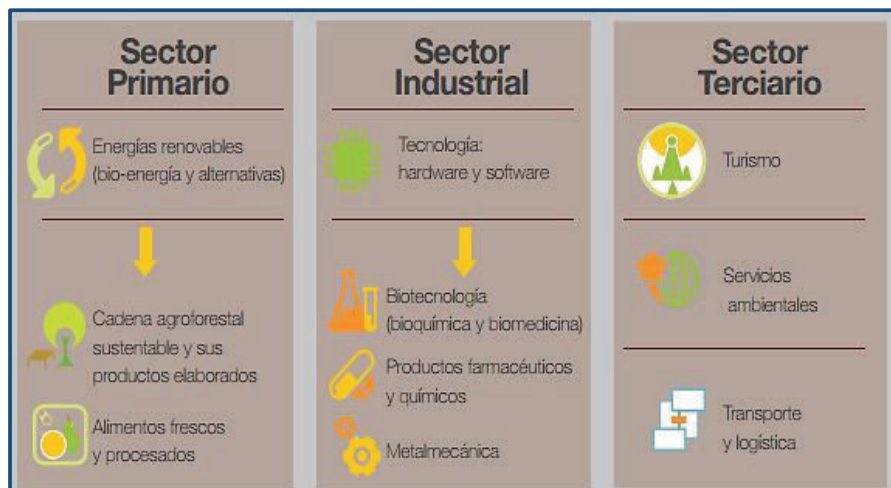 Sector
Primario
Energías renovables
(bio-energía y alternativas)
Cadena agroforestal
sustentable y sus
productos elaborados
Alimentos frescos
y procesados
Sector
Industrial
Tecnología:
hardware y software
Biotecnología
(bioquímica y biomedicina)
Productos farmacéuticos
y químicos
Metalmecánica
Sector
Terciario
Turismo
Servicios
ambientales
Transporte
y logística